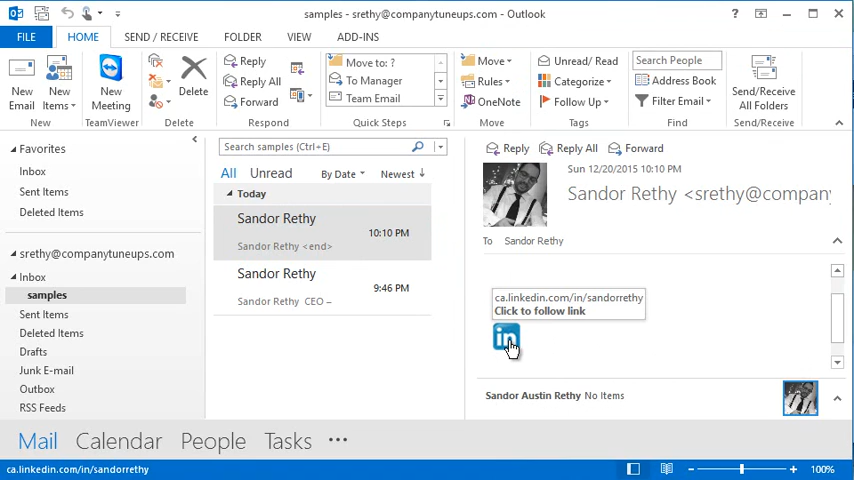 samples - srethy@companytuneups.com - Outlook
?
FILE HOME SEND / RECEIVE FOLDER VIEW ADD-INS
New Email
New Items
New Meeting
Delete
Reply
Reply All
Forward
Move to: ?
To Manager
Team Email
Move
Rules
OneNote
Unread/ Read
Categorize
Follow Up
Search People
Address Book
Filter Email
Send/Receive All Folders
New TeamViewer Delete Respond Quick Steps Move Tags Find Send/Receive
Favorites
Inbox
Sent Items
Deleted Items
srethy@companytuneups.com
Inbox
samples
Sent Items
Deleted Items
Drafts
Junk E-mail
Outbox
RSS Feeds
Search samples (Ctrl+E)
All Unread By Date Newest
Today
Sandor Rethy
10:10 PM
Sandor Rethy <end>
Sandor Rethy
9:46 PM
Sandor Rethy CEO –
Reply Reply All Forward
Sun 12/20/2015 10:10 PM
Sandor Rethy <srethy@company
To Sandor Rethy
ca.linkedin.com/in/sandorrethy
Click to follow link
in
Sandor Austin Rethy No Items
Mail Calendar People Tasks •••
ca.linkedin.com/in/sandorrethy
100%